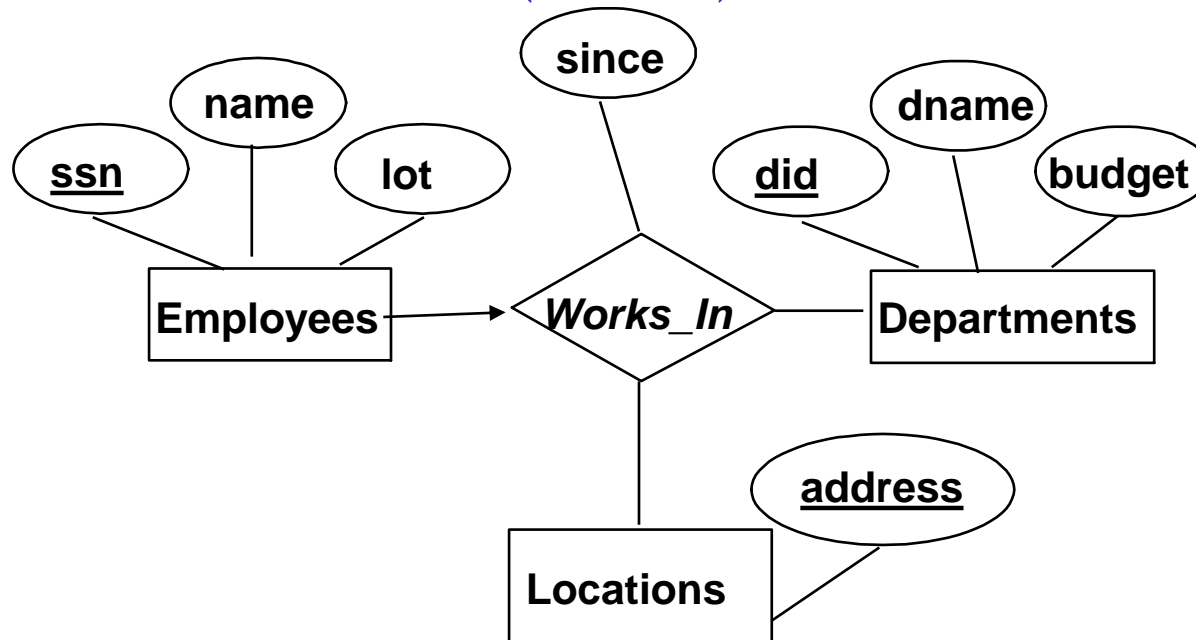 since
name
dname
ssn
lot
did
budget
Employees
Works_In
Departments
address
Locations